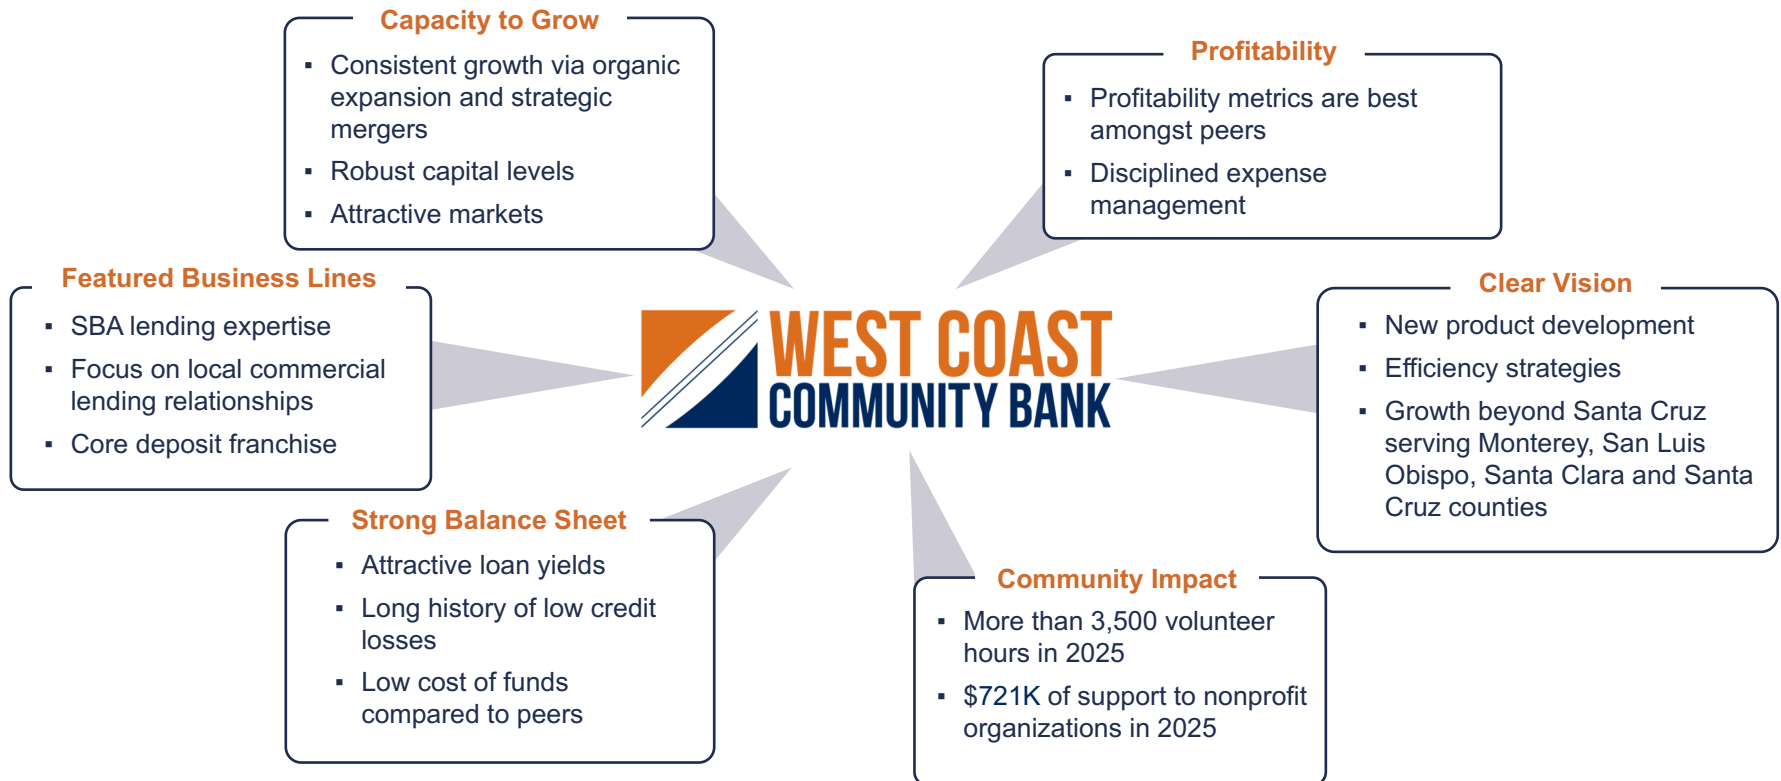 Capacity to Grow
▪ Consistent growth via organic
expansion and strategic
mergers
▪ Robust capital levels
▪ Attractive markets
Profitability
▪ Profitability metrics are best
amongst peers
▪ Disciplined expense
management
Featured Business Lines
▪ SBA lending expertise
▪ Focus on local commercial
lending relationships
▪ Core deposit franchise
WEST COAST
COMMUNITY BANK
Clear Vision
▪ New product development
▪ Efficiency strategies
▪ Growth beyond Santa Cruz
serving Monterey, San Luis
Obispo, Santa Clara and Santa
Cruz counties
Strong Balance Sheet
▪ Attractive loan yields
▪ Long history of low credit
losses
▪ Low cost of funds
compared to peers
Community Impact
▪ More than 3,500 volunteer
hours in 2025
▪ $721K of support to nonprofit
organizations in 2025